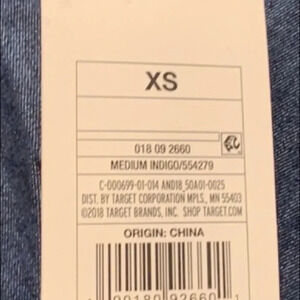 XS
018 09 2660
MEDIUM INDIGO/554279
C-000699-01-014 AND18_50A01-0025
DIST. BY TARGET CORPORATION MPLS., MN 55403
©2018 TARGET BRANDS, INC. SHOP TARGET.COM
ORIGIN: CHINA